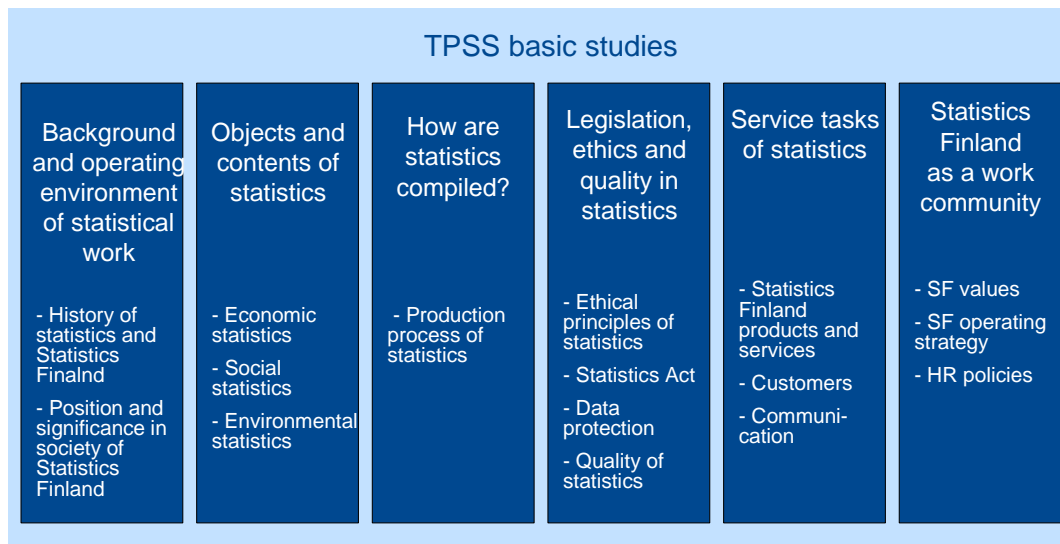 TPSS basic studies
Background
and operating
environment
of statistical
work
- History of
statistics and
Statistics
Finalnd
- Position and
significance in
society of
Statistics
Finland
Objects and
contents of
statistics
- Economic
statistics
- Social
statistics
- Environmental
statistics
How are
statistics
compiled?
- Production
process of
statistics
Legislation,
ethics and
quality in
statistics
- Ethical
principles of
statistics
- Statistics Act
- Data
protection
- Quality of
statistics
Service tasks
of statistics
- Statistics
Finland
products and
services
- Customers
- Communi-
cation
Statistics
Finland
as a work
community
- SF values
- SF operating
strategy
- HR policies